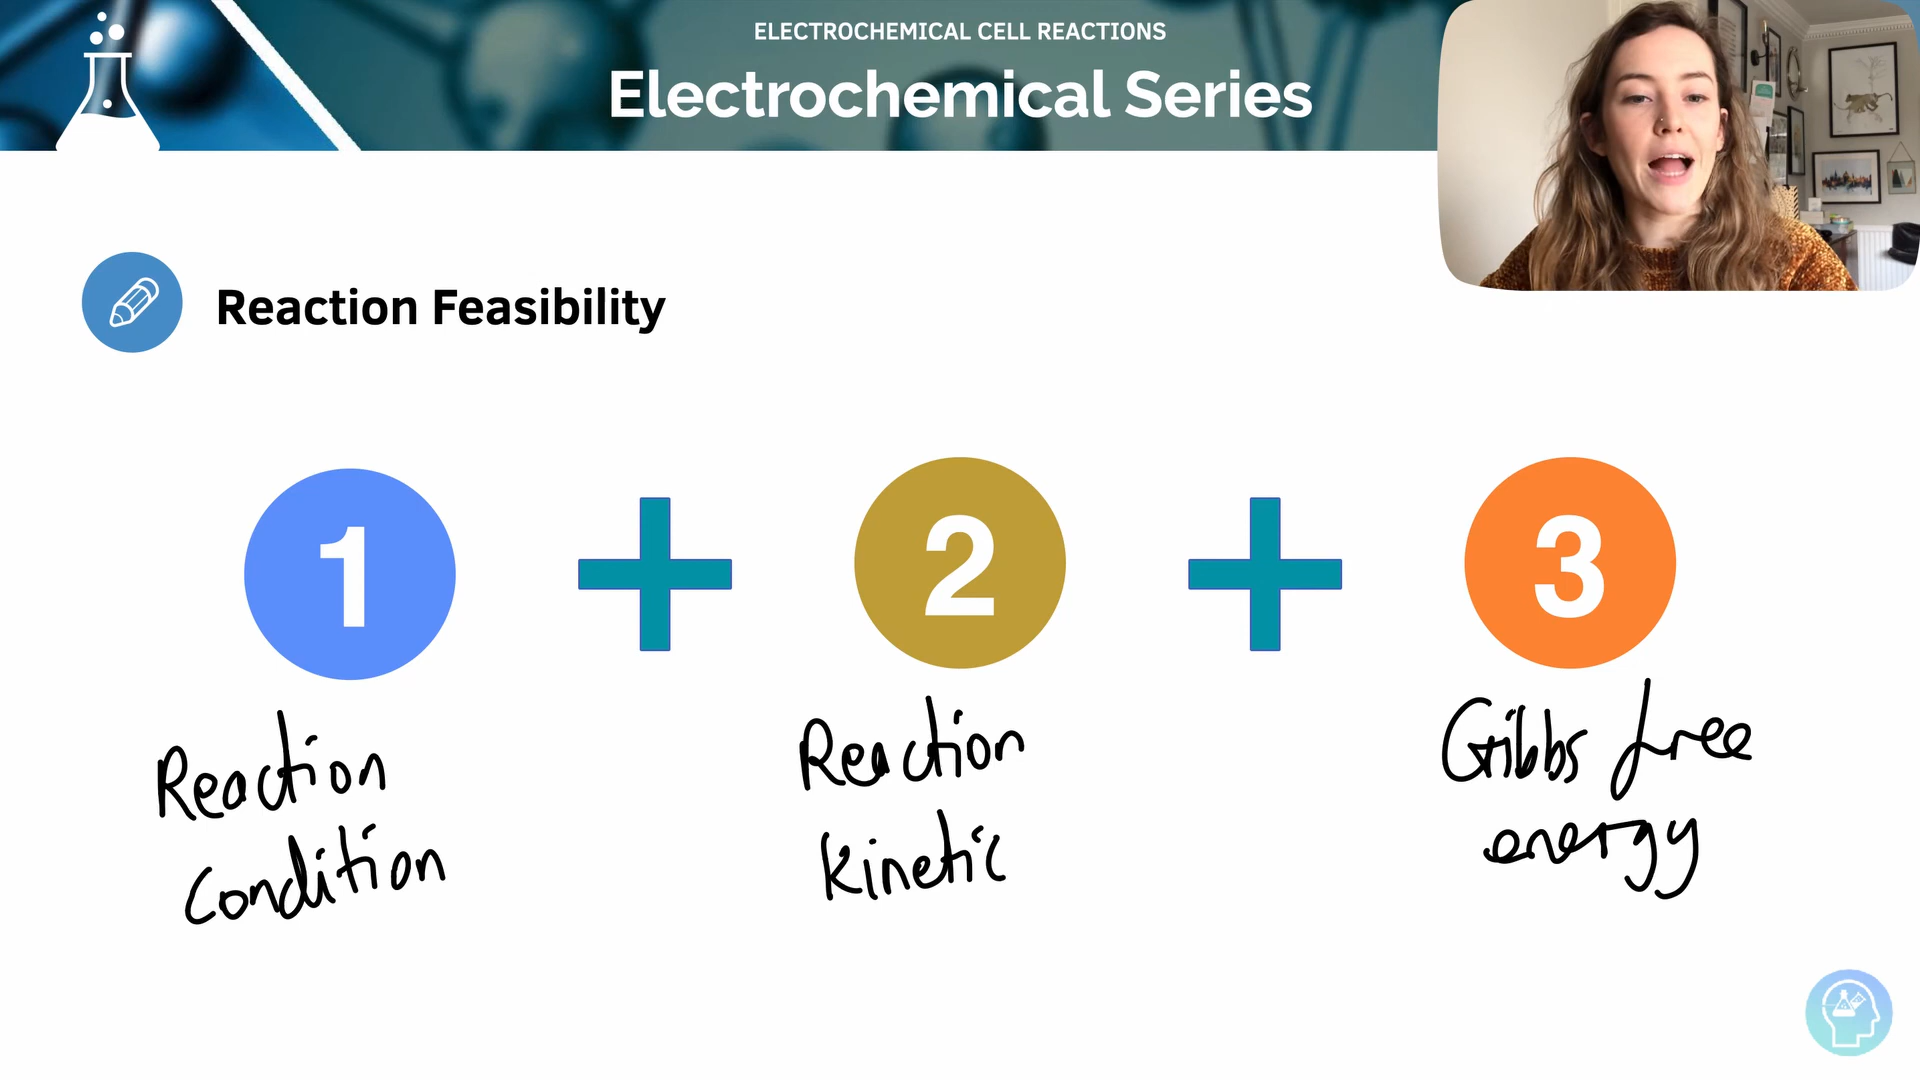 ELECTROCHEMICAL CELL REACTIONS
Electrochemical Series
Reaction Feasibility
1
2
3
Reaction
Condition
Reaction
Kinetic
Gibbs free
energy